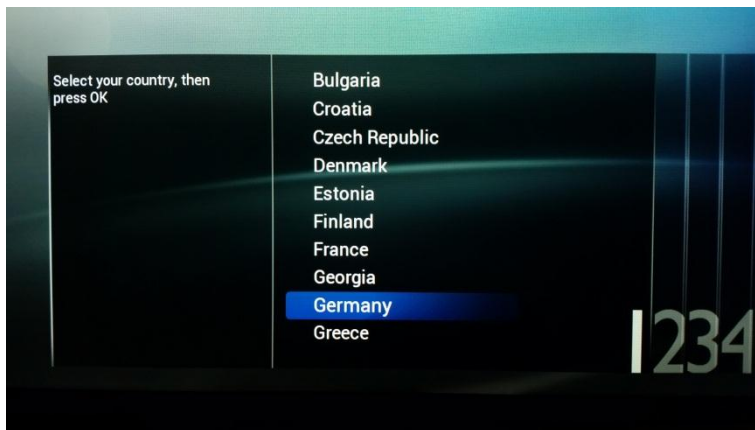 Select your country, then
press OK
Bulgaria
Croatia
Czech Republic
Denmark
Estonia
Finland
France
Georgia
Germany
Greece
1234